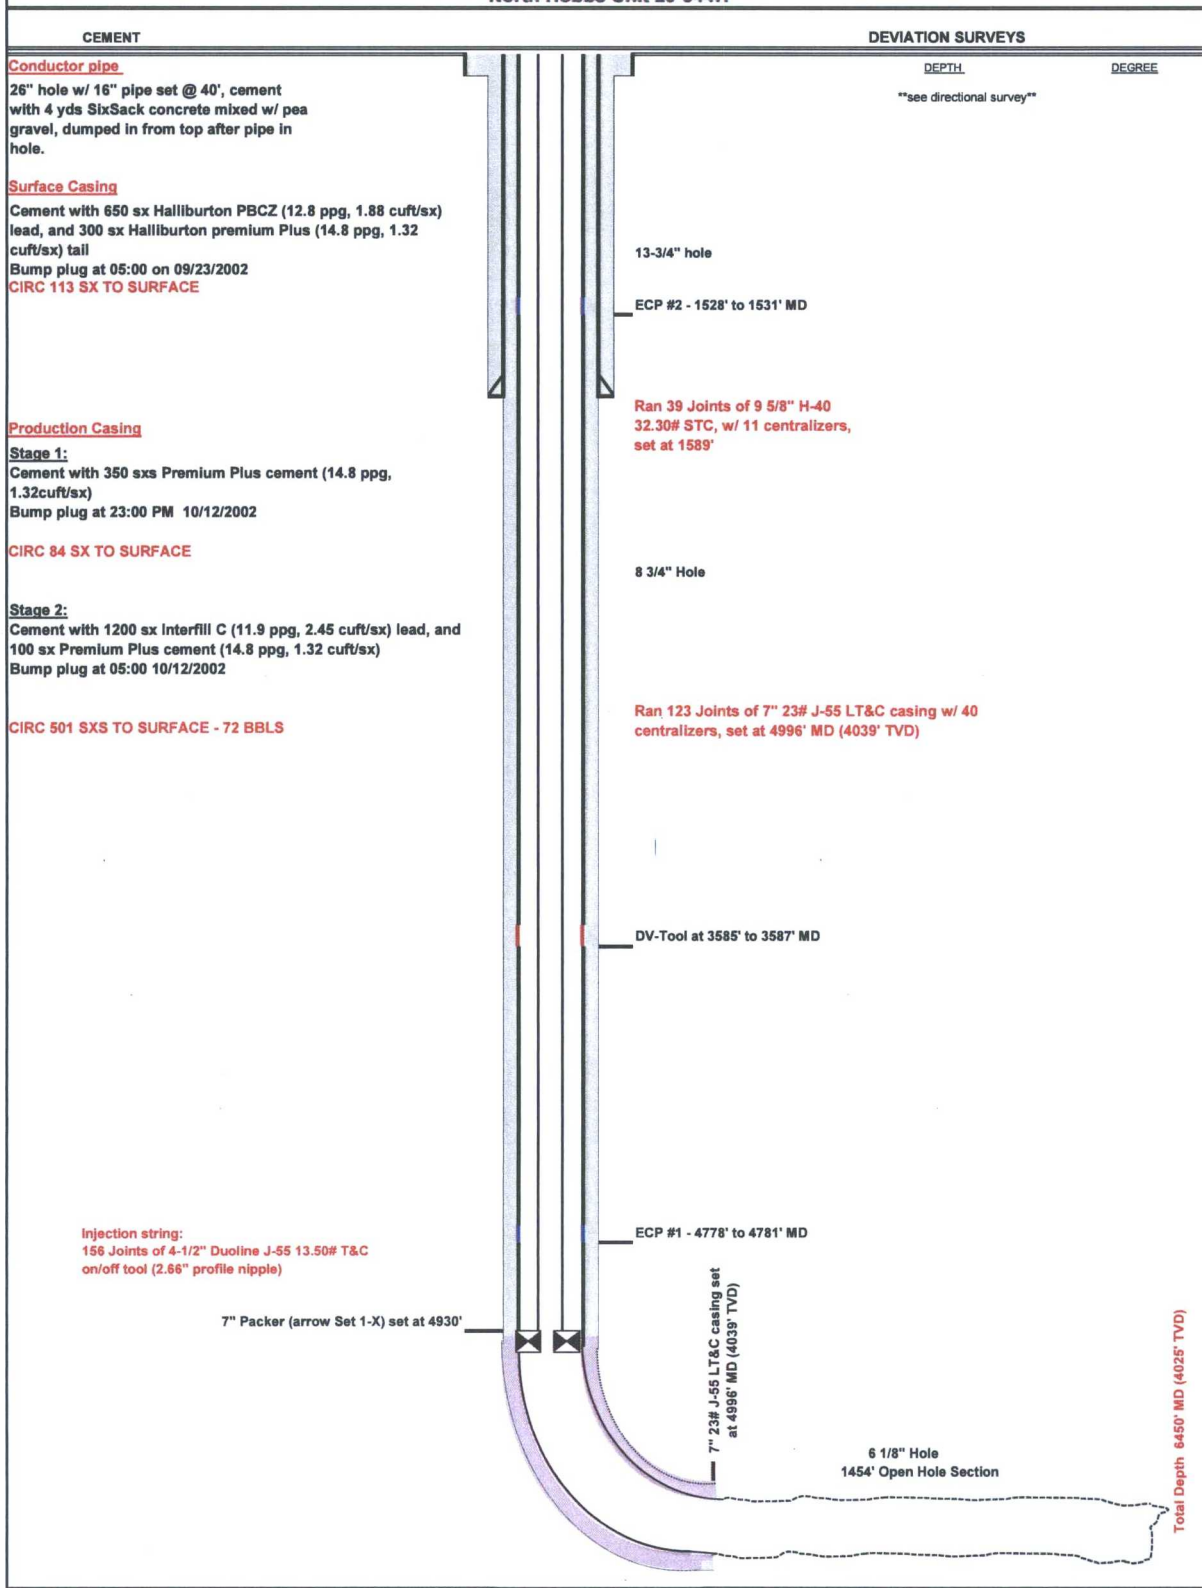 CEMENT
DEVIATION SURVEYS
Conductor pipe
26" hole w/ 16" pipe set @ 40', cement
with 4 yds SixSack concrete mixed w/ pea
gravel, dumped in from top after pipe in
hole.
DEPTH DEGREE
**see directional survey**
Surface Casing
Cement with 650 sx Halliburton PBCZ (12.8 ppg, 1.88 cuft/sx)
lead, and 300 sx Halliburton premium Plus (14.8 ppg, 1.32
cuft/sx) tail
Bump plug at 05:00 on 09/23/2002
CIRC 113 SX TO SURFACE
13-3/4" hole
ECP #2 - 1528' to 1531' MD
Ran 39 Joints of 9 5/8" H-40
32.30# STC, w/ 11 centralizers,
set at 1589'
Production Casing
Stage 1:
Cement with 350 sxs Premium Plus cement (14.8 ppg,
1.32cuft/sx)
Bump plug at 23:00 PM 10/12/2002
CIRC 84 SX TO SURFACE
8 3/4" Hole
Stage 2:
Cement with 1200 sx Interfill C (11.9 ppg, 2.45 cuft/sx) lead, and
100 sx Premium Plus cement (14.8 ppg, 1.32 cuft/sx)
Bump plug at 05:00 10/12/2002
CIRC 501 SXS TO SURFACE - 72 BBLS
Ran 123 Joints of 7" 23# J-55 LT&C casing w/ 40
centralizers, set at 4996' MD (4039' TVD)
DV-Tool at 3585' to 3587' MD
ECP #1 - 4778' to 4781' MD
Injection string:
156 Joints of 4-1/2" Duoline J-55 13.50# T&C
on/off tool (2.66" profile nipple)
7" Packer (arrow Set 1-X) set at 4930'
7" 23# J-55 LT&C casing set
at 4996' MD (4039' TVD)
6 1/8" Hole
1454' Open Hole Section
Total Depth 6450' MD (4025' TVD)